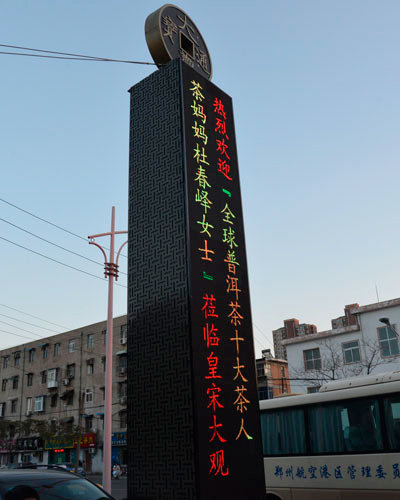 热烈欢迎『全球普洱茶十大茶人
茶妈妈杜春峄女士』莅临皇宋大观
郑州航空港区管理委员